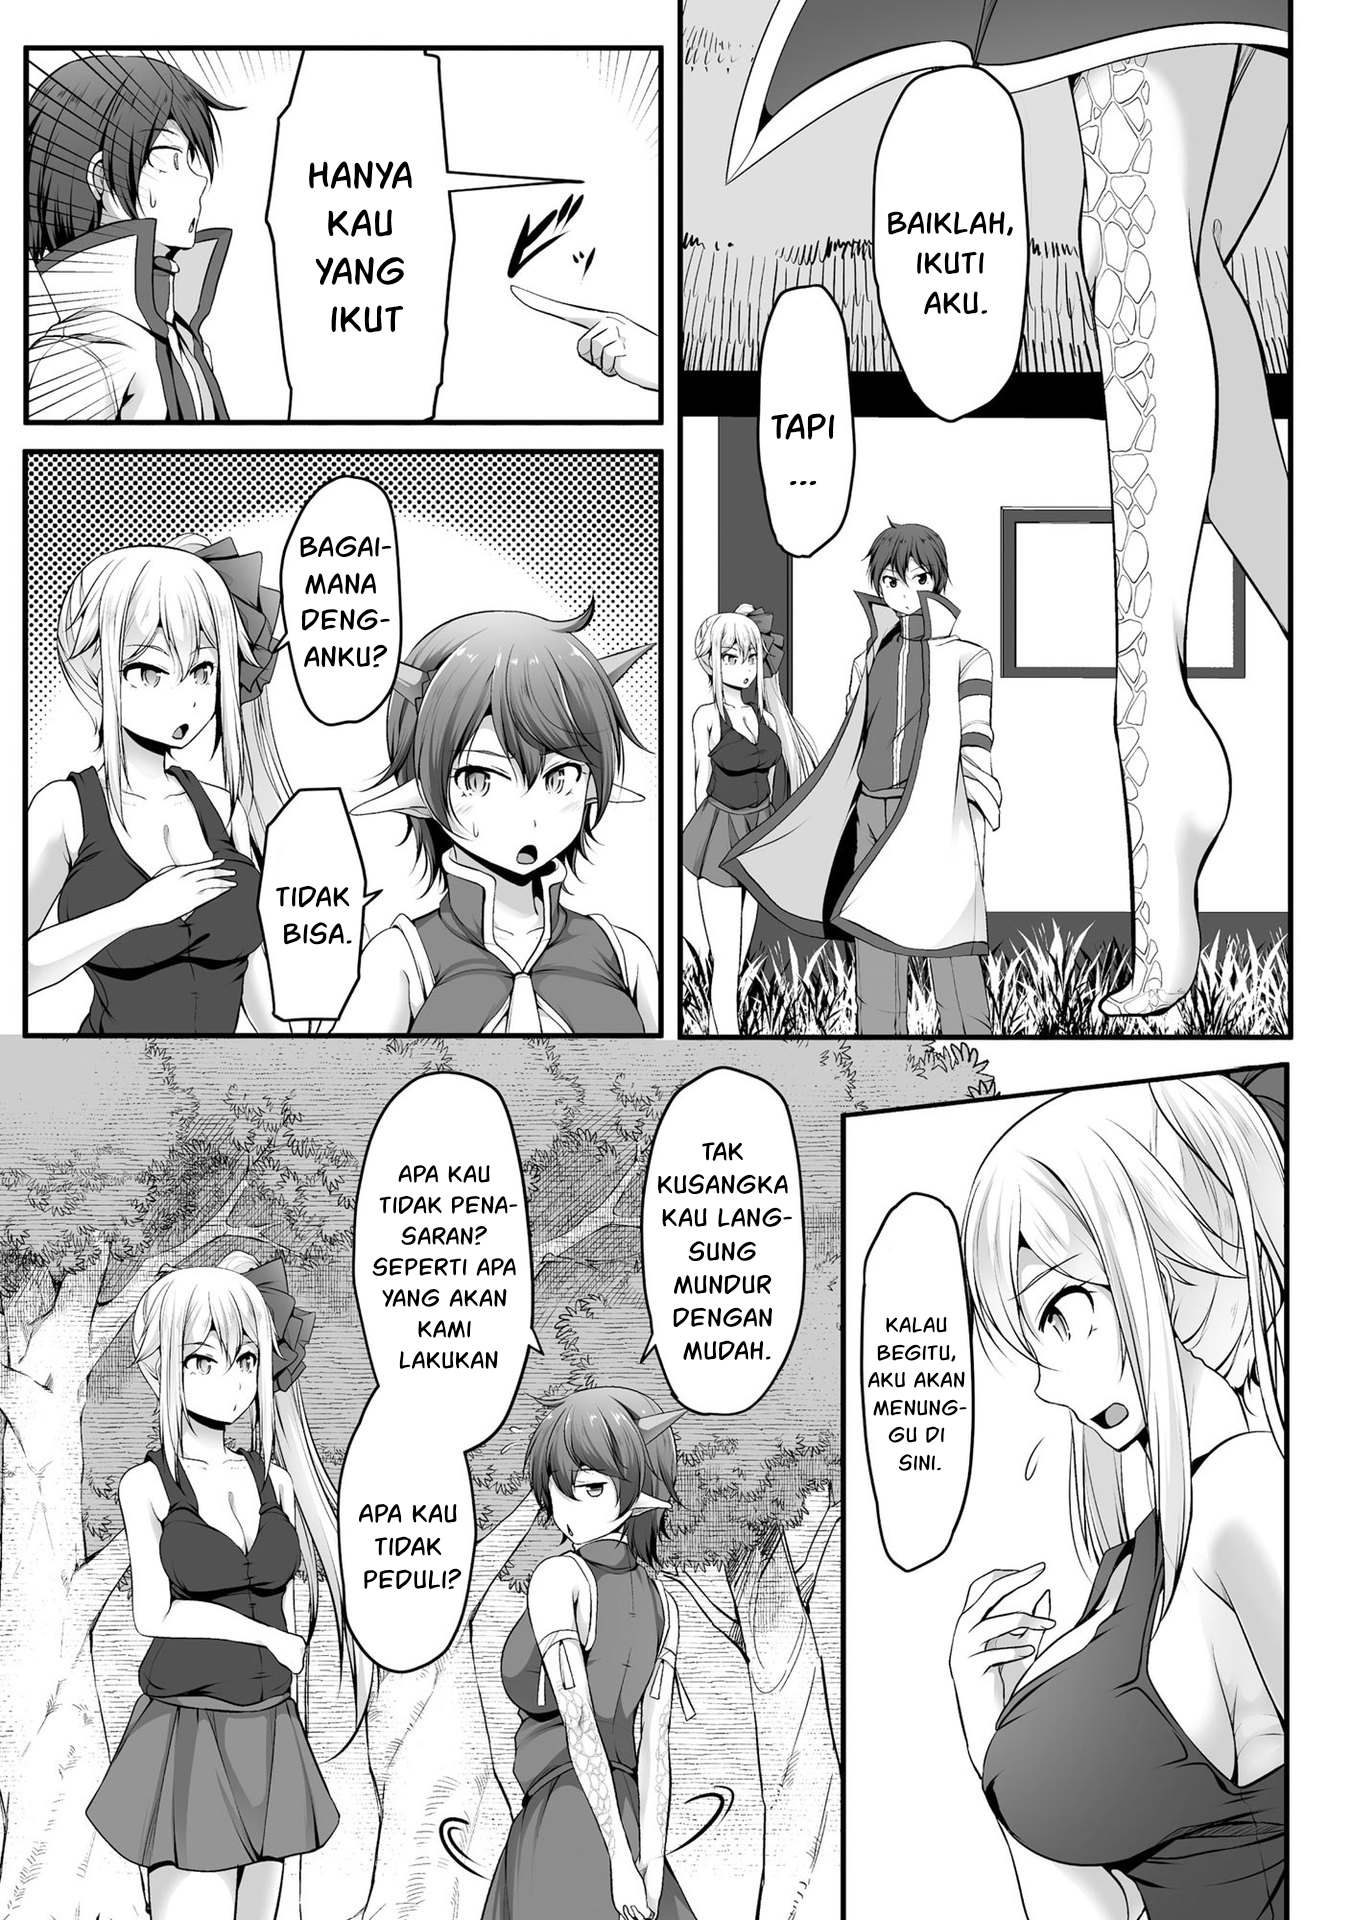 BAIKLAH,
IKUTI
AKU.
TAPI
...
HANYA
KAU
YANG
IKUT
BAGAI-
MANA
DENG-
ANKU?
TIDAK
BISA.
KALAU
BEGITU,
AKU AKAN
MENUNG-
GU DI
SINI.
TAK
KUSANGKA
KAU LANG-
SUNG
MUNDUR
DENGAN
MUDAH.
APA KAU
TIDAK PENA-
SARAN?
SEPERTI APA
YANG AKAN
KAMI
LAKUKAN
APA KAU
TIDAK
PEDULI?